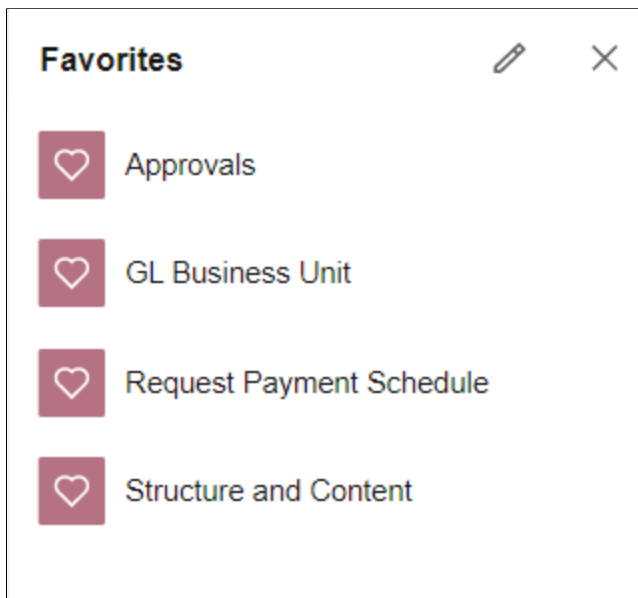 Favorites
Approvals
GL Business Unit
Request Payment Schedule
Structure and Content